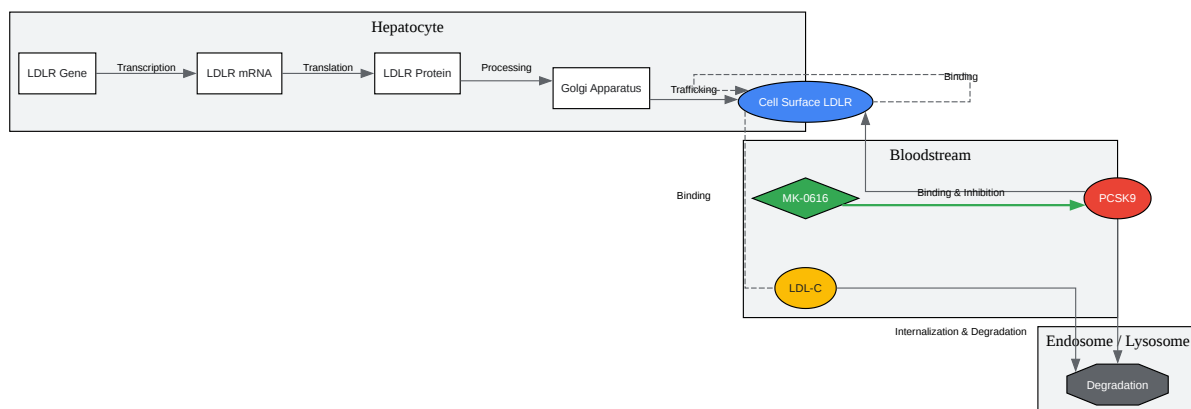 Hepatocyte
LDLR Gene
Transcription
LDLR mRNA
Translation
LDLR Protein
Processing
Golgi Apparatus
Trafficking
Cell Surface LDLR
Binding
Bloodstream
Binding
MK-0616
Binding & Inhibition
PCSK9
LDL-C
Internalization & Degradation
Endosome / Lysosome
Degradation